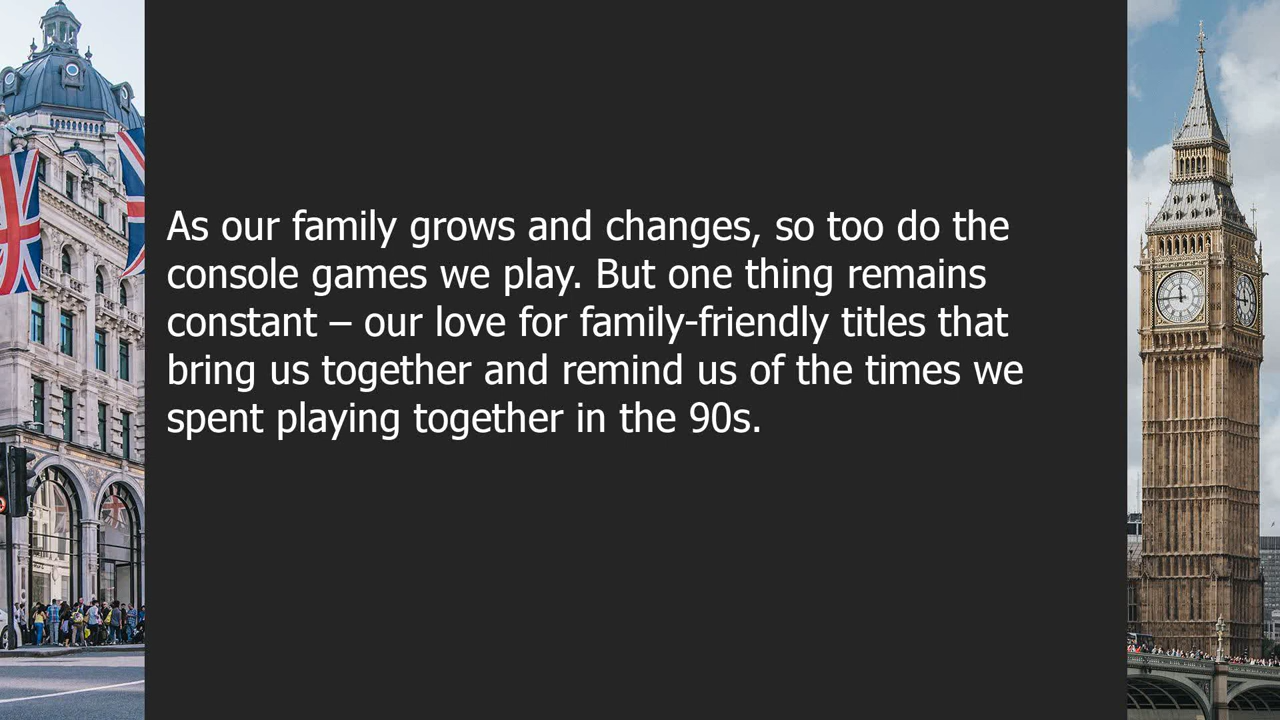 As our family grows and changes, so too do the
console games we play. But one thing remains
constant – our love for family-friendly titles that
bring us together and remind us of the times we
spent playing together in the 90s.